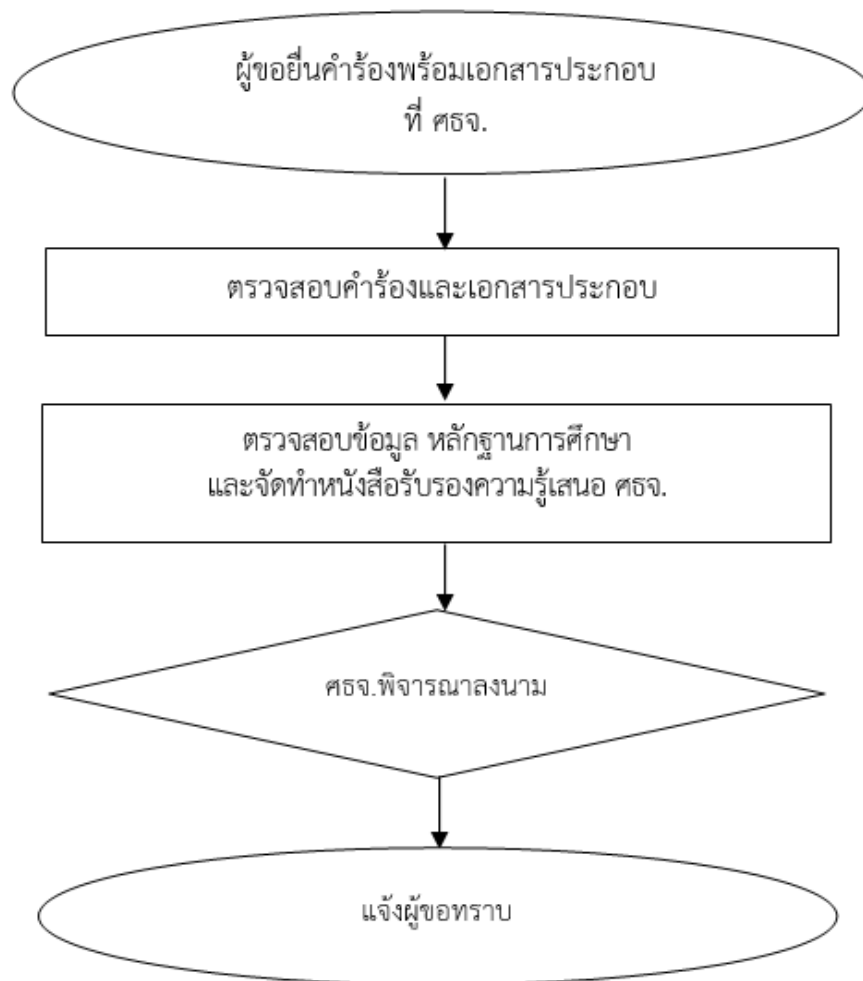 ผู้ขอยื่นคำร้องพร้อมเอกสารประกอบ
ที่ ศธจ.
ตรวจสอบคำร้องและเอกสารประกอบ
ตรวจสอบข้อมูล หลักฐานการศึกษา
และจัดทำหนังสือรับรองความรู้เสนอ ศธจ.
ศธจ.พิจารณาลงนาม
แจ้งผู้ขอทราบ